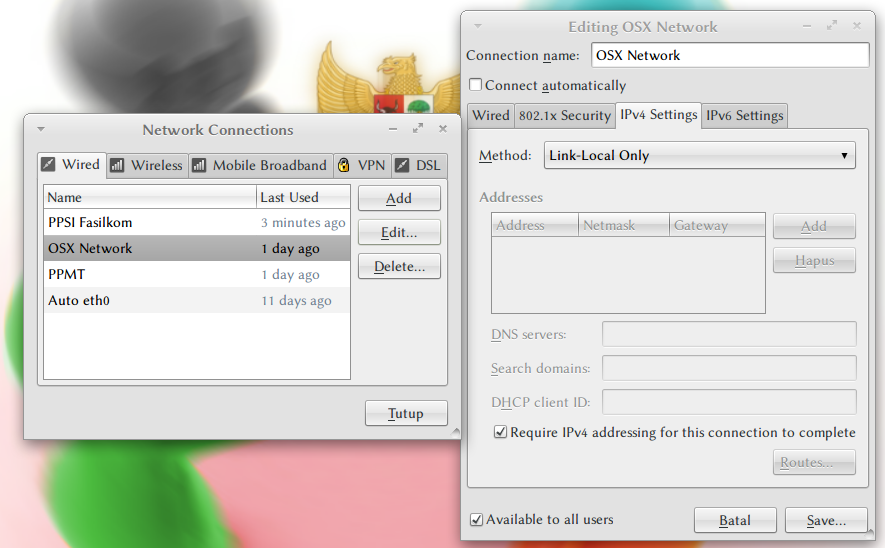 Network Connections
Wired Wireless Mobile Broadband VPN DSL
Name Last Used
PPSI Fasilkom 3 minutes ago
OSX Network 1 day ago
PPMT 1 day ago
Auto eth0 11 days ago
Add
Edit...
Delete...
Tutup
Editing OSX Network
Connection name: OSX Network
Connect automatically
Wired 802.1x Security IPv4 Settings IPv6 Settings
Method: Link-Local Only
Addresses
Address Netmask Gateway
Add
Hapus
DNS servers:
Search domains:
DHCP client ID:
Require IPv4 addressing for this connection to complete
Routes...
Available to all users
Batal
Save...